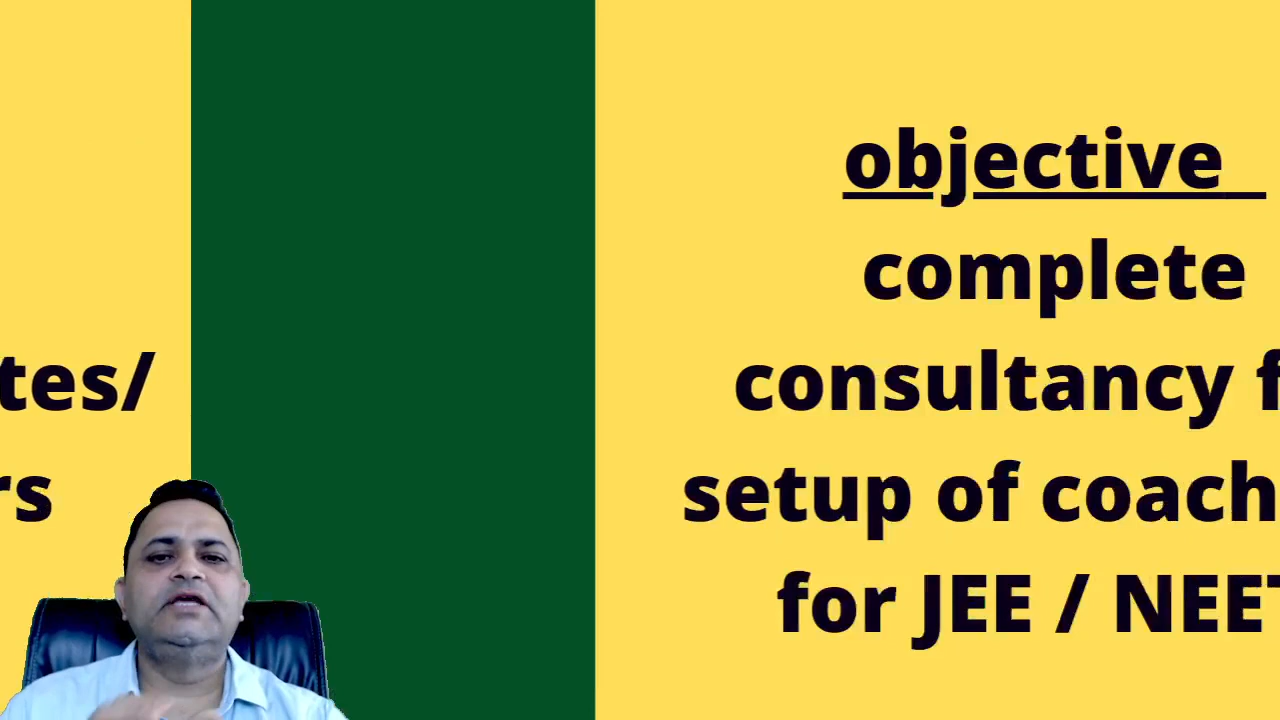 tes/
rs
objective
complete
consultancy f
setup of coach
for JEE / NEET